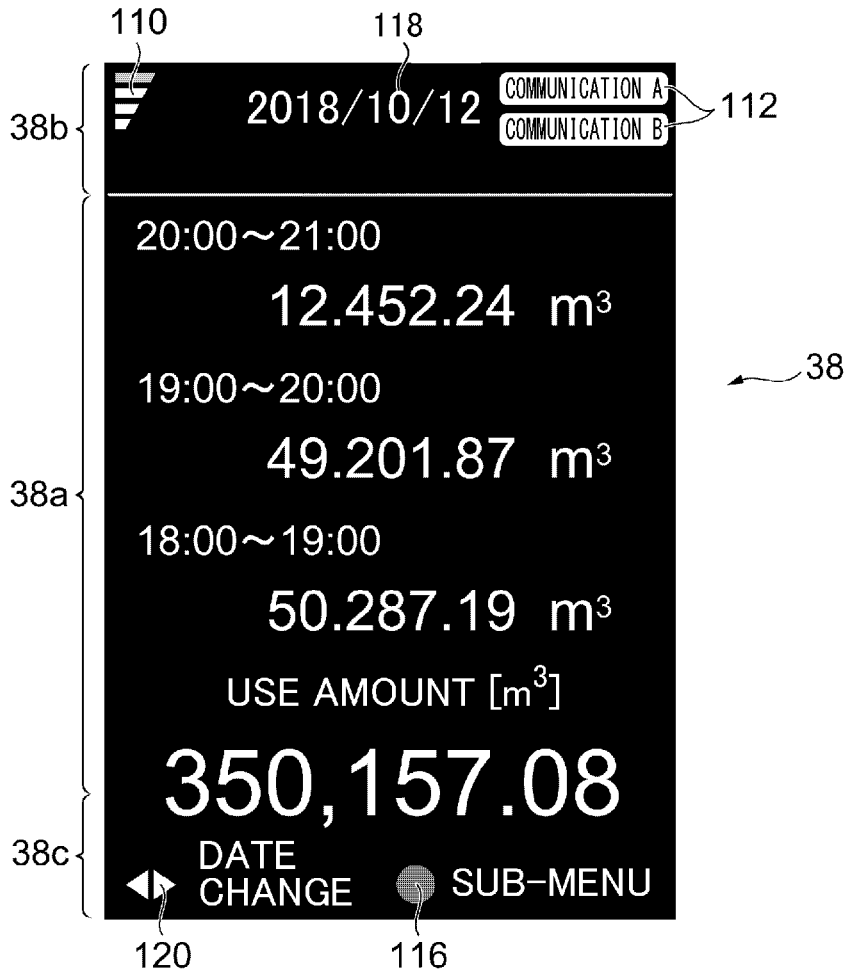 110
118
2018/10/12
COMMUNICATION A
COMMUNICATION B
112
38b
20:00～21:00
12.452.24 m³
19:00～20:00
38
49.201.87 m³
38a
18:00～19:00
50.287.19 m³
USE AMOUNT [m³]
350,157.08
38c
DATE
CHANGE
SUB-MENU
120
116